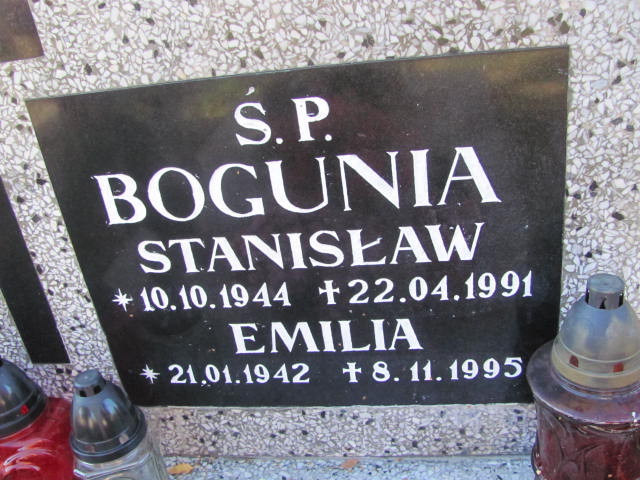 Ś.P.
BOGUNIA
STANISŁAW
* 10.10.1944 ✝ 22.04.1991
EMILIA
* 21.01.1942 ✝ 8.11.1995